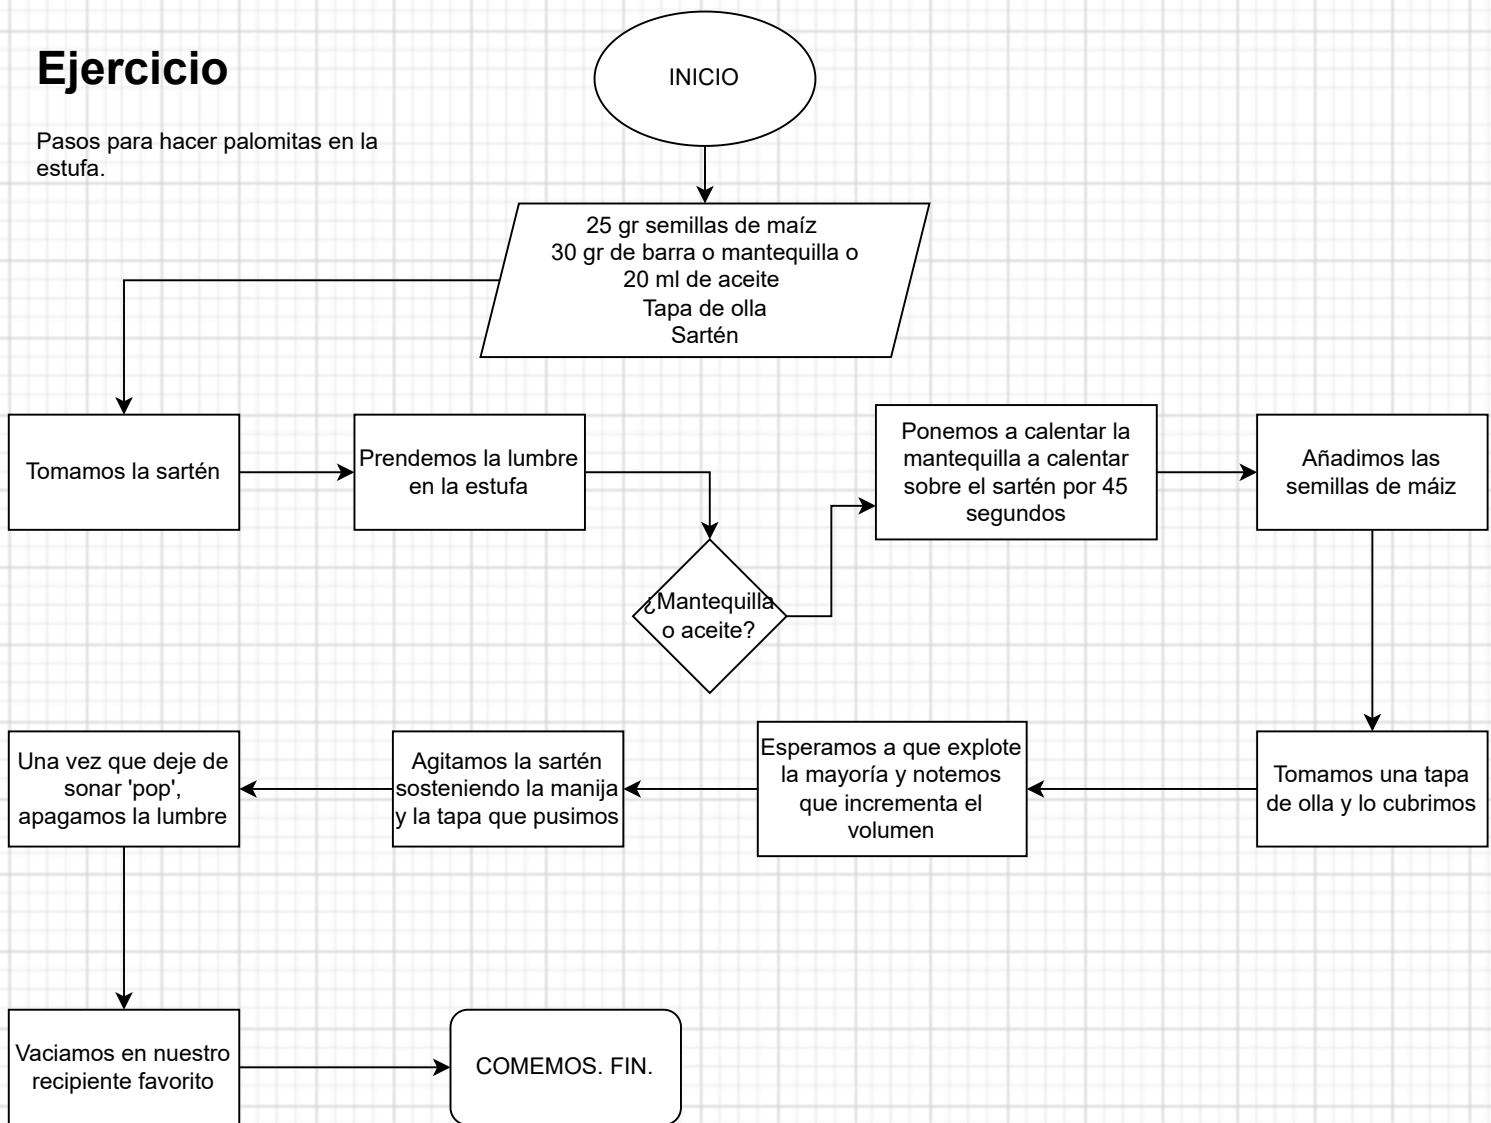 Ejercicio
Pasos para hacer palomitas en la
estufa.
INICIO
25 gr semillas de maíz
30 gr de barra o mantequilla o
20 ml de aceite
Tapa de olla
Sartén
Tomamos la sartén
Prendemos la lumbre
en la estufa
¿Mantequilla
o aceite?
Ponemos a calentar la
mantequilla a calentar
sobre el sartén por 45
segundos
Añadimos las
semillas de máiz
Tomamos una tapa
de olla y lo cubrimos
Esperamos a que explote
la mayoría y notemos
que incrementa el
volumen
Agitamos la sartén
sosteniendo la manija
y la tapa que pusimos
Una vez que deje de
sonar 'pop',
apagamos la lumbre
Vaciamos en nuestro
recipiente favorito
COMEMOS. FIN.